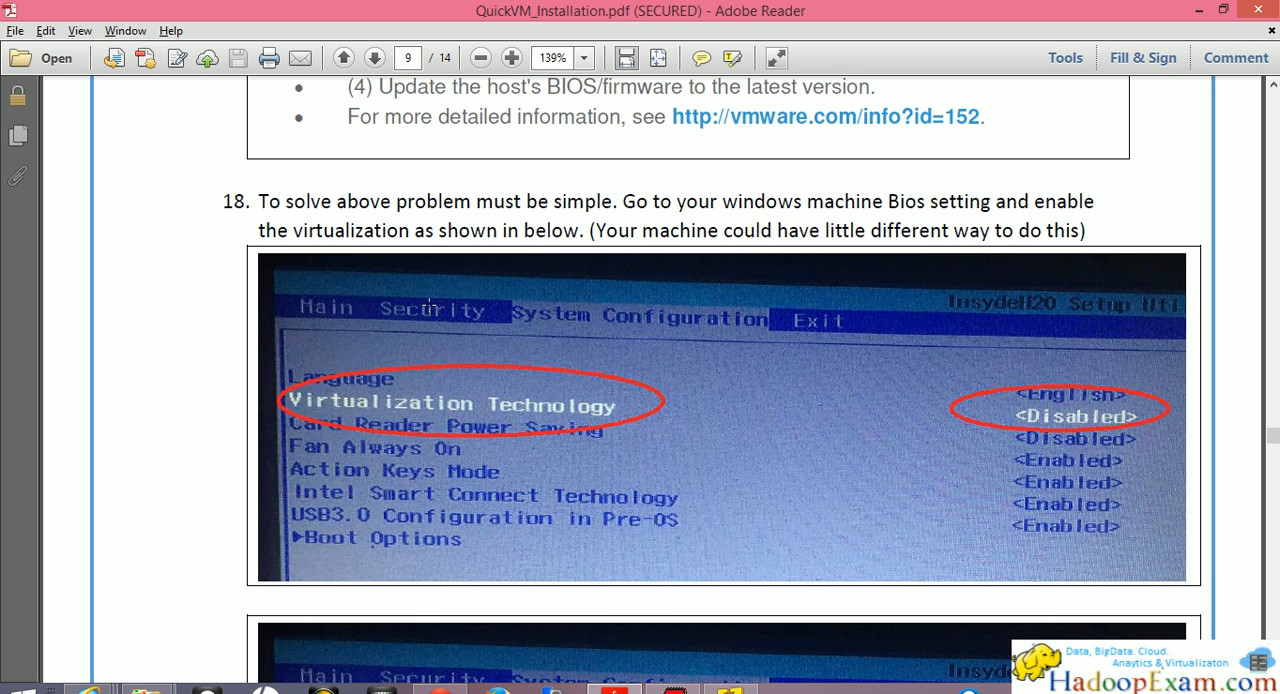 QuickVM_Installation.pdf (SECURED) - Adobe Reader
File Edit View Window Help
Open 9 / 14 139% Tools Fill & Sign Comment
• (4) Update the host's BIOS/firmware to the latest version.
• For more detailed information, see http://vmware.com/info?id=152.
18. To solve above problem must be simple. Go to your windows machine Bios setting and enable
the virtualization as shown in below. (Your machine could have little different way to do this)
InsydeH20 Setup Uti
Main Security System Configuration Exit
Language <English>
Virtualization Technology <Disabled>
Card Reader Power Saving <Disabled>
Fan Always On <Enabled>
Action Keys Mode <Enabled>
Intel Smart Connect Technology <Enabled>
USB3.0 Configuration in Pre-OS <Enabled>
Boot Options
Main Security System Insyde
Data, BigData. Cloud.
Anaytics & Virtualizaton
HadoopExam.com